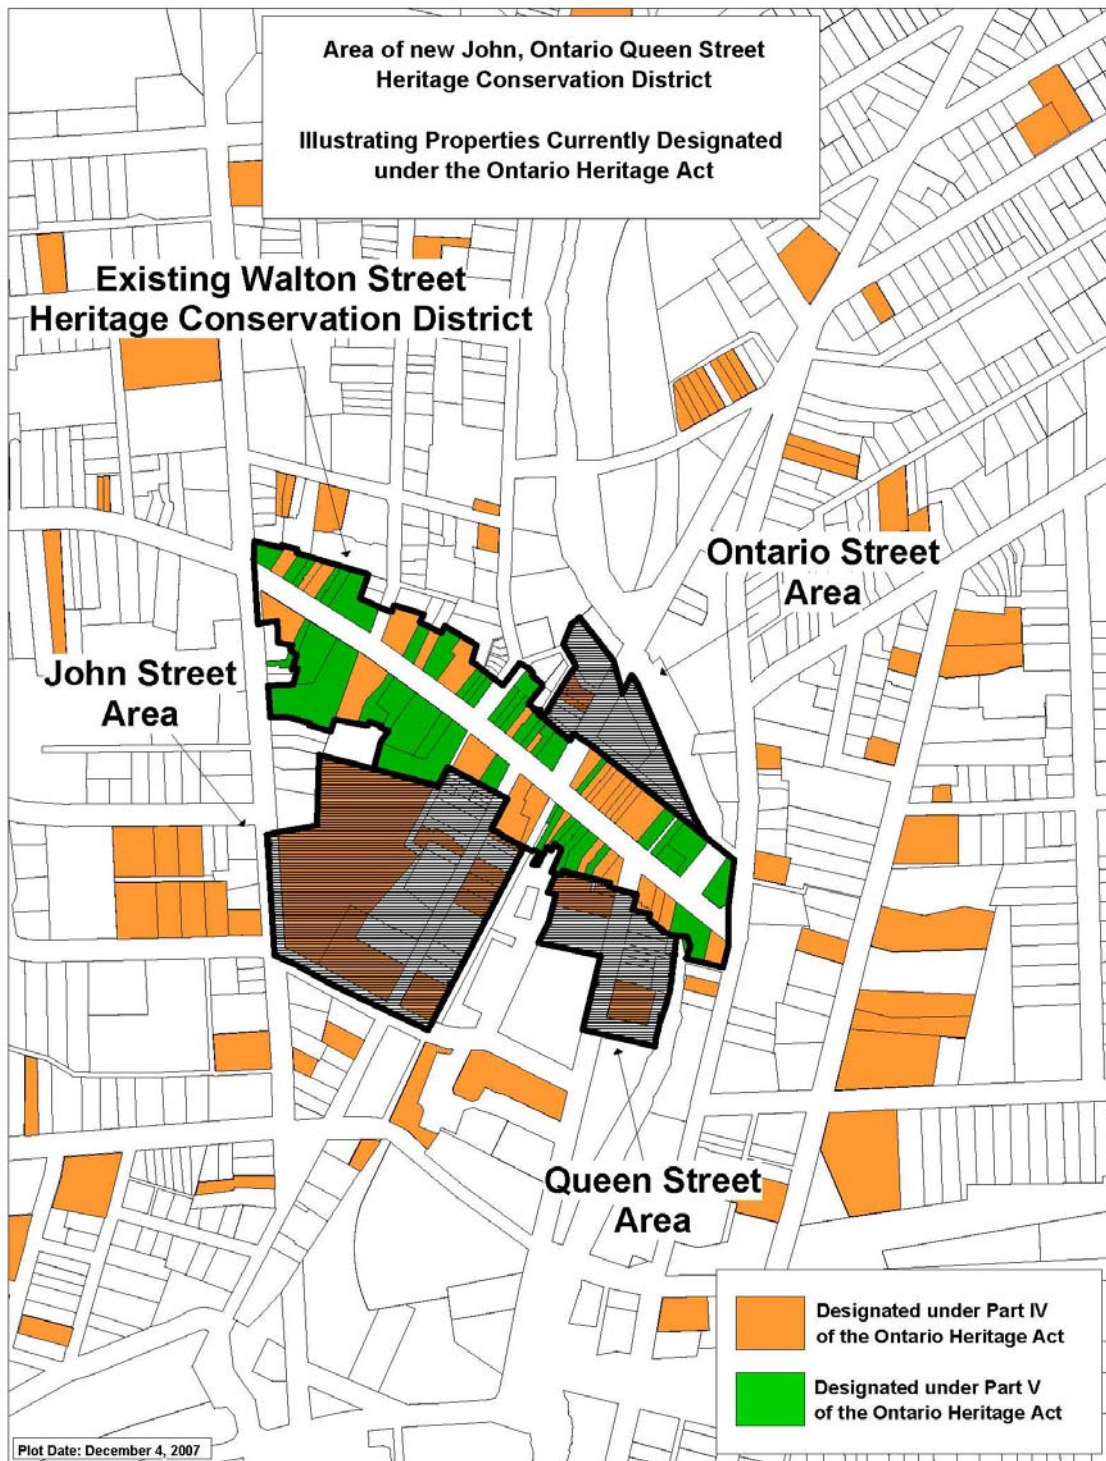 Area of new John, Ontario Queen Street
Heritage Conservation District
Illustrating Properties Currently Designated
under the Ontario Heritage Act
Existing Walton Street
Heritage Conservation District
Ontario Street
Area
John Street
Area
Queen Street
Area
Designated under Part IV
of the Ontario Heritage Act
Designated under Part V
of the Ontario Heritage Act
Plot Date: December 4, 2007